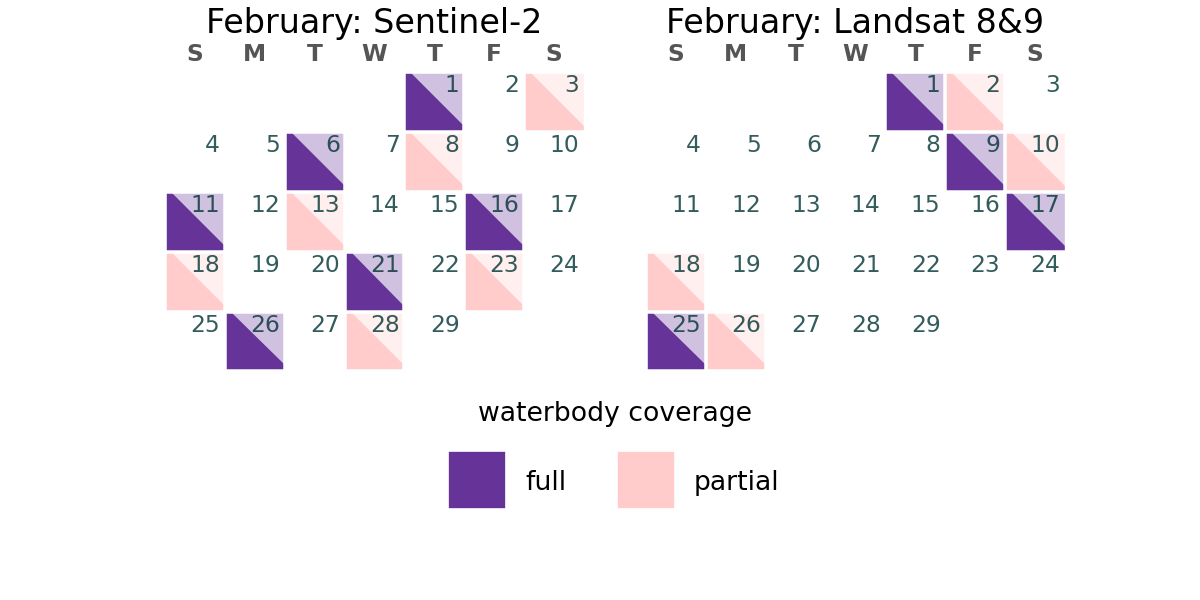 February: Sentinel-2
S M T W T F S
1 2 3
4 5 6 7 8 9 10
11 12 13 14 15 16 17
18 19 20 21 22 23 24
25 26 27 28 29
February: Landsat 8&9
S M T W T F S
1 2 3
4 5 6 7 8 9 10
11 12 13 14 15 16 17
18 19 20 21 22 23 24
25 26 27 28 29
waterbody coverage
full partial